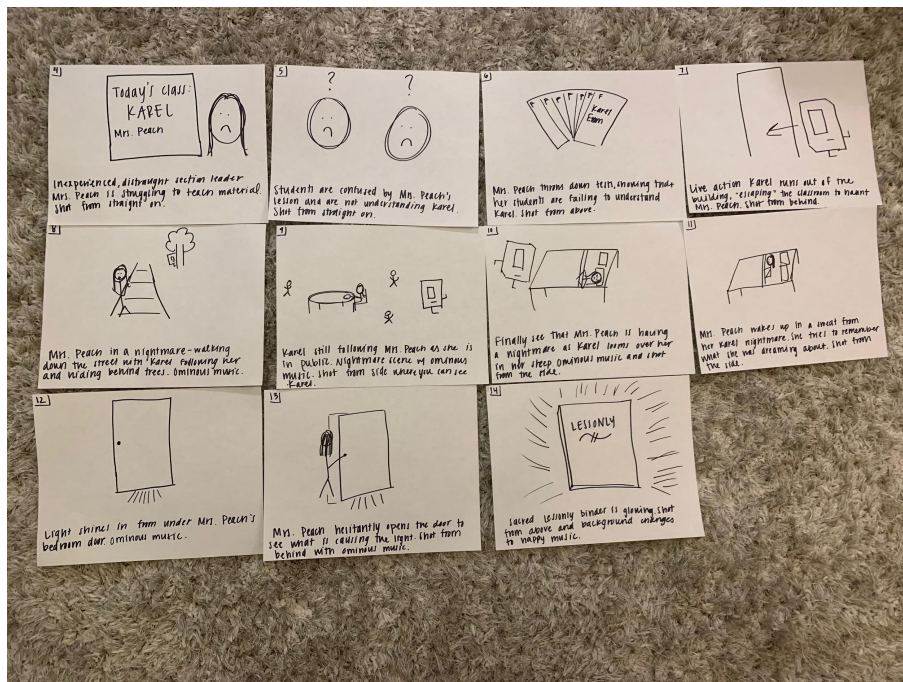 4
Today's Class:
KAREL
Mrs. Peach
Inexperienced, distraught section leader
Mrs. Peach is struggling to teach material.
Shot from straight on.
5
? ?
Students are confused by Mrs. Peach's
lesson and are not understanding Karel.
Shot from straight on.
6
F F F F F F F
Karel
Exam
Mrs. Peach throws down tests, showing that
her students are failing to understand
Karel. Shot from above.
7
Live action Karel runs out of the
building, "escaping" the classroom to haunt
Mrs. Peach. Shot from behind.
8
Mrs. Peach in a nightmare - walking
down the street with Karel following her
and hiding behind trees. Ominous music.
9
Karel still following Mrs. Peach as she is
in public. Nightmare scene w/ ominous
music. Shot from side where you can see
Karel.
10
Finally see that Mrs. Peach is having
a nightmare as Karel looms over her
in her sleep. Ominous music and shot
from the side.
11
Mrs. Peach wakes up in a sweat from
her Karel nightmare. She tries to remember
what she was dreaming about. Shot from
the side.
12
Light shines in from under Mrs. Peach's
bedroom door. Ominous music.
13
Mrs. Peach hesitantly opens the door to
see what is causing the light. Shot from
behind with ominous music.
14
LESSONLY
Sacred Lessonly binder is glowing. Shot
from above and background changes
to happy music.